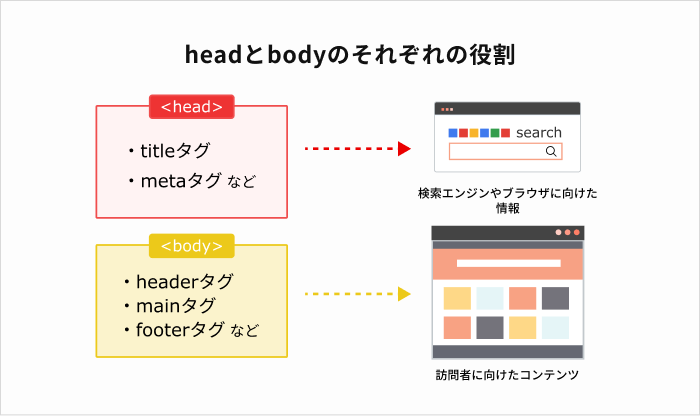 headとbodyのそれぞれの役割
<head>
・titleタグ
・metaタグ など
search
検索エンジンやブラウザに向けた
情報
<body>
・headerタグ
・mainタグ
・footerタグ など
訪問者に向けたコンテンツ